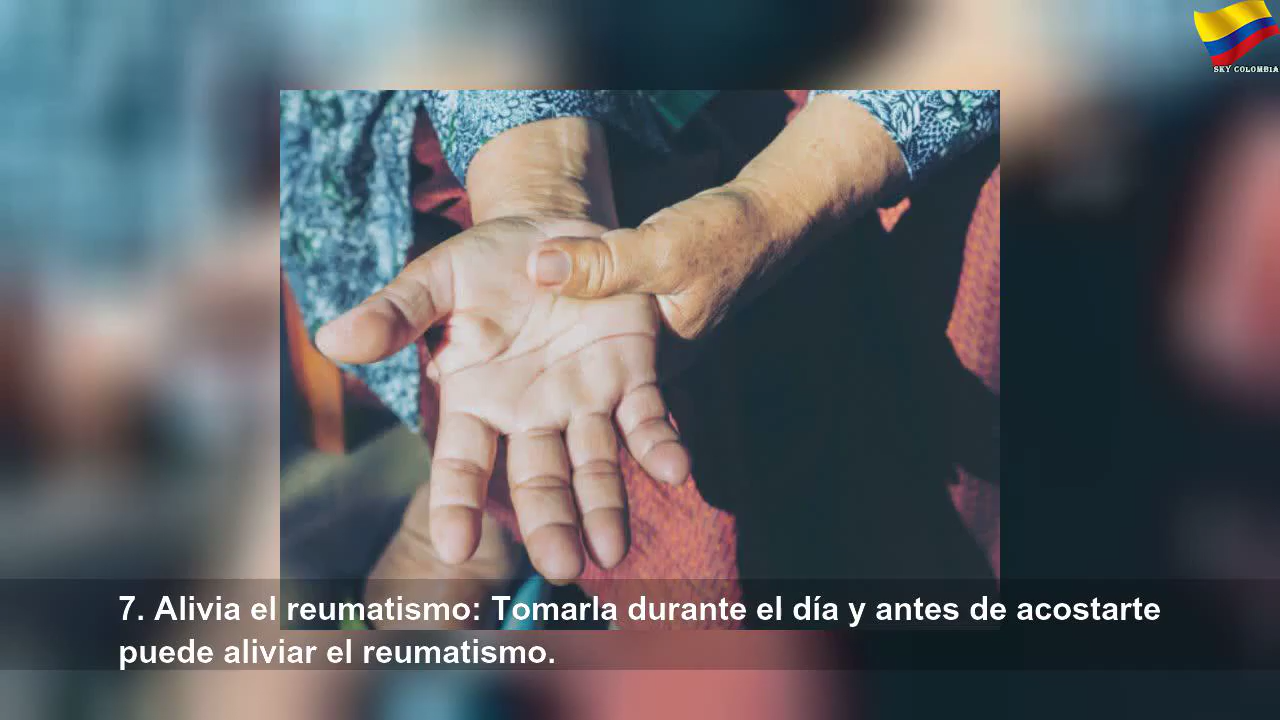 SKY COLOMBIA
7. Alivia el reumatismo: Tomarla durante el día y antes de acostarte
puede aliviar el reumatismo.